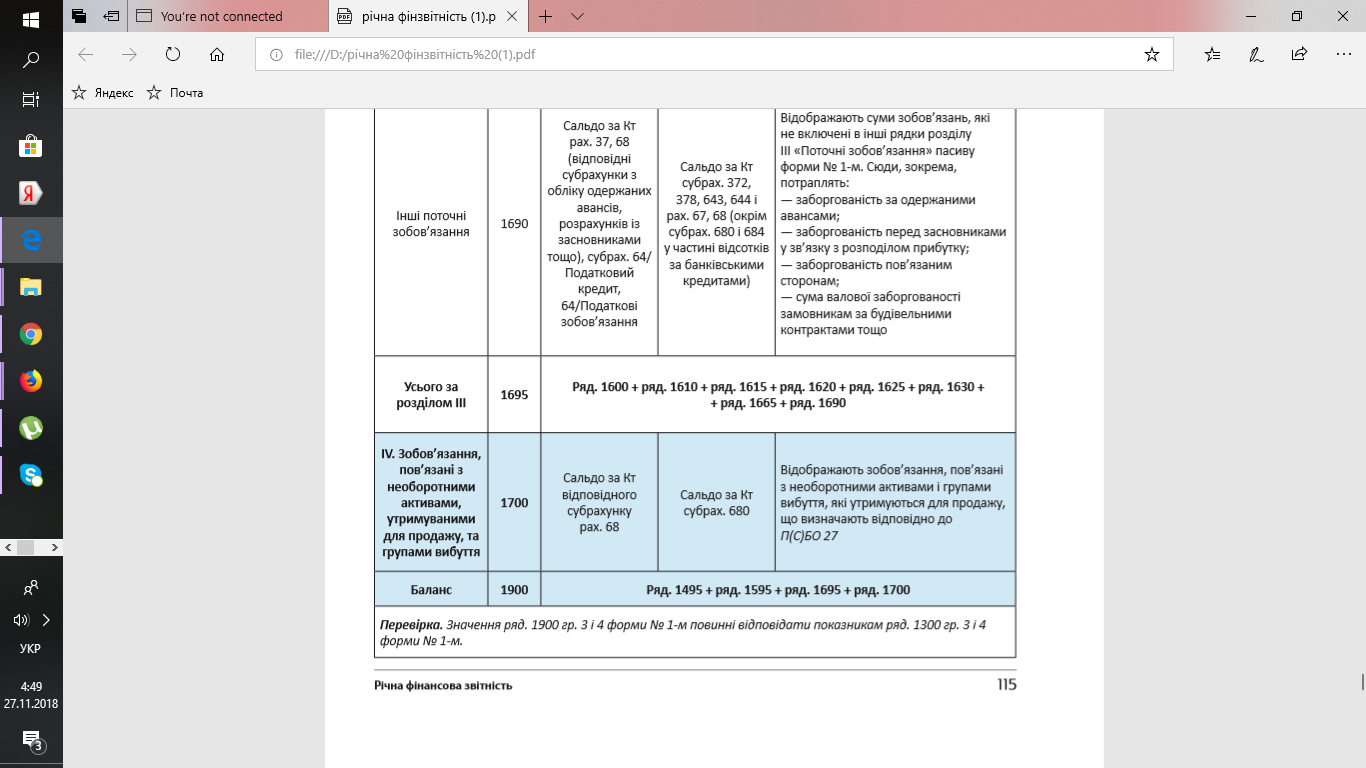 You're not connected
річна фінзвітність (1).p
file:///D:/річна%20фінзвітність%20(1).pdf
Яндекс
Почта
Інші поточні
зобов'язання
1690
Сальдо за Кт
рах. 37, 68
(відповідні
субрахунки з
обліку одержаних
авансів,
розрахунків із
засновниками
тощо), субрах. 64/
Податковий
кредит,
64/Податкові
зобов'язання
Сальдо за Кт
субрах. 372,
378, 643, 644 і
рах. 67, 68 (окрім
субрах. 680 і 684
у частині відсотків
за банківськими
кредитами)
Відображають суми зобов'язань, які
не включені в інші рядки розділу
III «Поточні зобов'язання» пасиву
форми № 1-м. Сюди, зокрема,
потраплять:
— заборгованість за одержаними
авансами;
— заборгованість перед засновниками
у зв'язку з розподілом прибутку;
— заборгованість пов'язаним
сторонам;
— сума валової заборгованості
замовникам за будівельними
контрактами тощо
Усього за
розділом III
1695
Ряд. 1600 + ряд. 1610 + ряд. 1615 + ряд. 1620 + ряд. 1625 + ряд. 1630 +
+ ряд. 1665 + ряд. 1690
IV. Зобов'язання,
пов'язані з
необоротними
активами,
утримуваними
для продажу, та
групами вибуття
1700
Сальдо за Кт
відповідного
субрахунку
рах. 68
Сальдо за Кт
субрах. 680
Відображають зобов'язання, пов'язані
з необоротними активами і групами
вибуття, які утримуються для продажу,
що визначають відповідно до
П(С)БО 27
Баланс
1900
Ряд. 1495 + ряд. 1595 + ряд. 1695 + ряд. 1700
Перевірка. Значення ряд. 1900 гр. 3 і 4 форми № 1-м повинні відповідати показникам ряд. 1300 гр. 3 і 4
форми № 1-м.
Річна фінансова звітність
115
УКР
4:49
27.11.2018
3